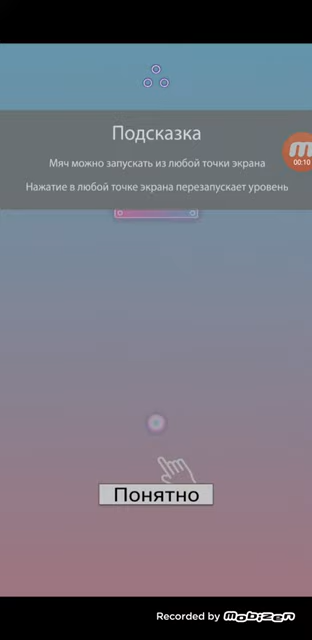 Подсказка
Мяч можно запускать из любой точки экрана
00:10
Нажатие в любой точке экрана перезапускает уровень
Понятно
Recorded by mobizen